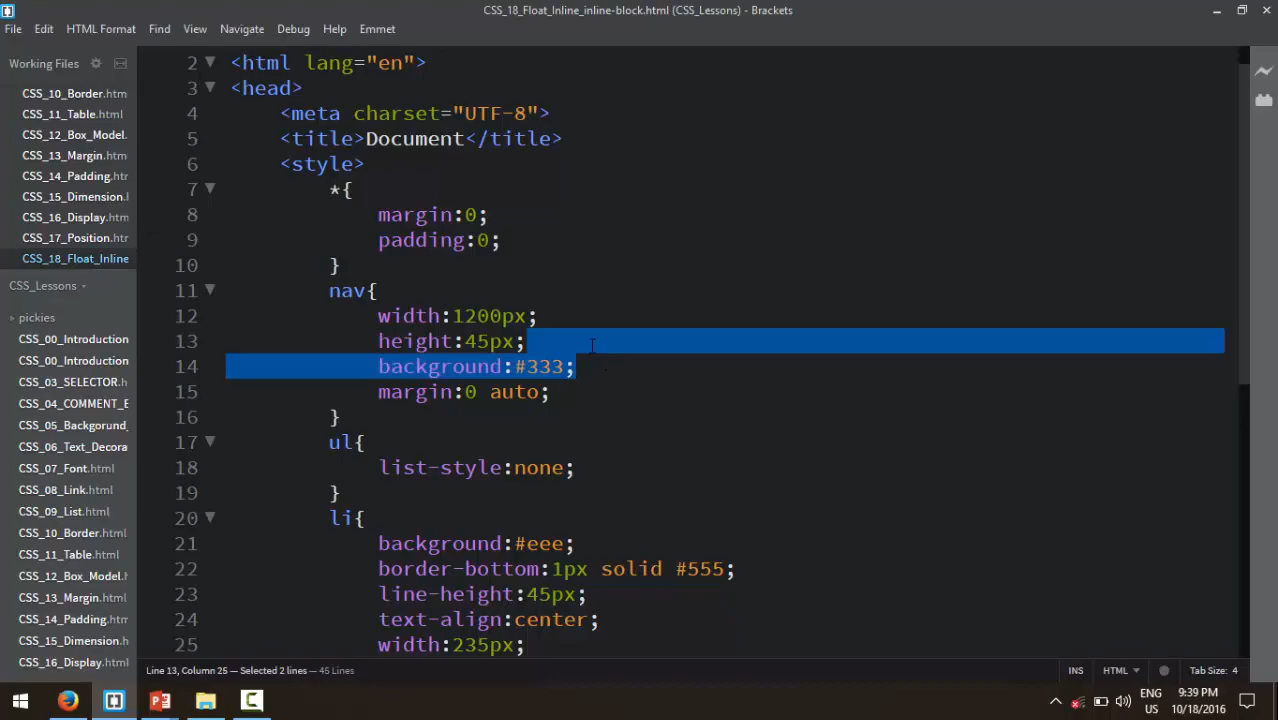 CSS_18_Float_Inline_inline-block.html (CSS_Lessons) - Brackets
File Edit View Navigate Debug Help Find HTML Format Emmet
Working Files
CSS_10_Border.htm
CSS_11_Table.html
CSS_12_Box_Model.
CSS_13_Margin.htm
CSS_14_Padding.htm
CSS_15_Dimension.h
CSS_16_Display.htm
CSS_17_Position.htm
CSS_18_Float_Inline
CSS_Lessons
pickies
CSS_00_Introduction
CSS_00_Introduction
CSS_03_SELECTOR.
CSS_04_COMMENT_E
CSS_05_Backgorund_
CSS_06_Text_Decora
CSS_07_Font.html
CSS_08_Link.html
CSS_09_List.html
CSS_10_Border.html
CSS_11_Table.html
CSS_12_Box_Model.h
CSS_13_Margin.html
CSS_14_Padding.html
CSS_15_Dimension.h
CSS_16_Display.html
2 <html lang="en">
3 <head>
4 <meta charset="UTF-8">
5 <title>Document</title>
6 <style>
7 *{
8 margin:0;
9 padding:0;
10 }
11 nav{
12 width:1200px;
13 height:45px;
14 background:#333;
15 margin:0 auto;
16 }
17 ul{
18 list-style:none;
19 }
20 li{
21 background:#eee;
22 border-bottom:1px solid #555;
23 line-height:45px;
24 text-align:center;
25 width:235px;
Line 13, Column 25 — Selected 2 lines — 45 Lines
INS HTML Tab Size: 4
ENG 9:39 PM
US 10/18/2016